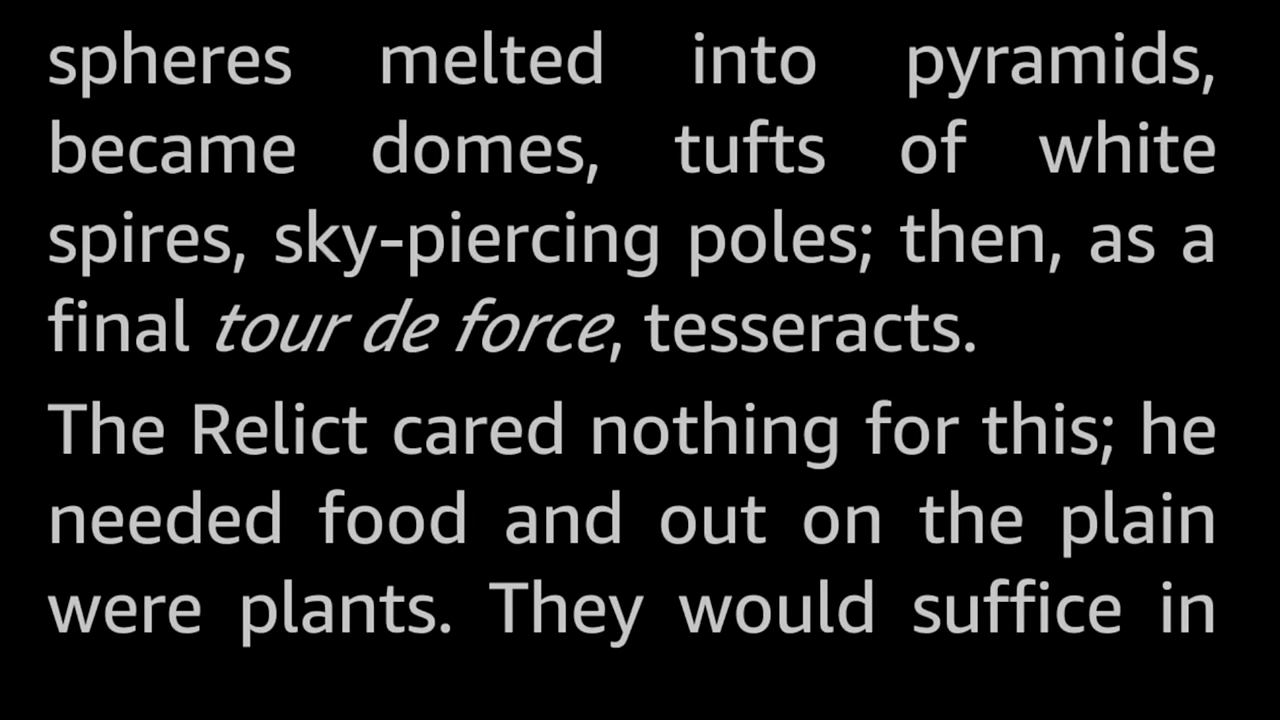 spheres melted into pyramids,
became domes, tufts of white
spires, sky-piercing poles; then, as a
final tour de force, tesseracts.
The Relict cared nothing for this; he
needed food and out on the plain
were plants. They would suffice in